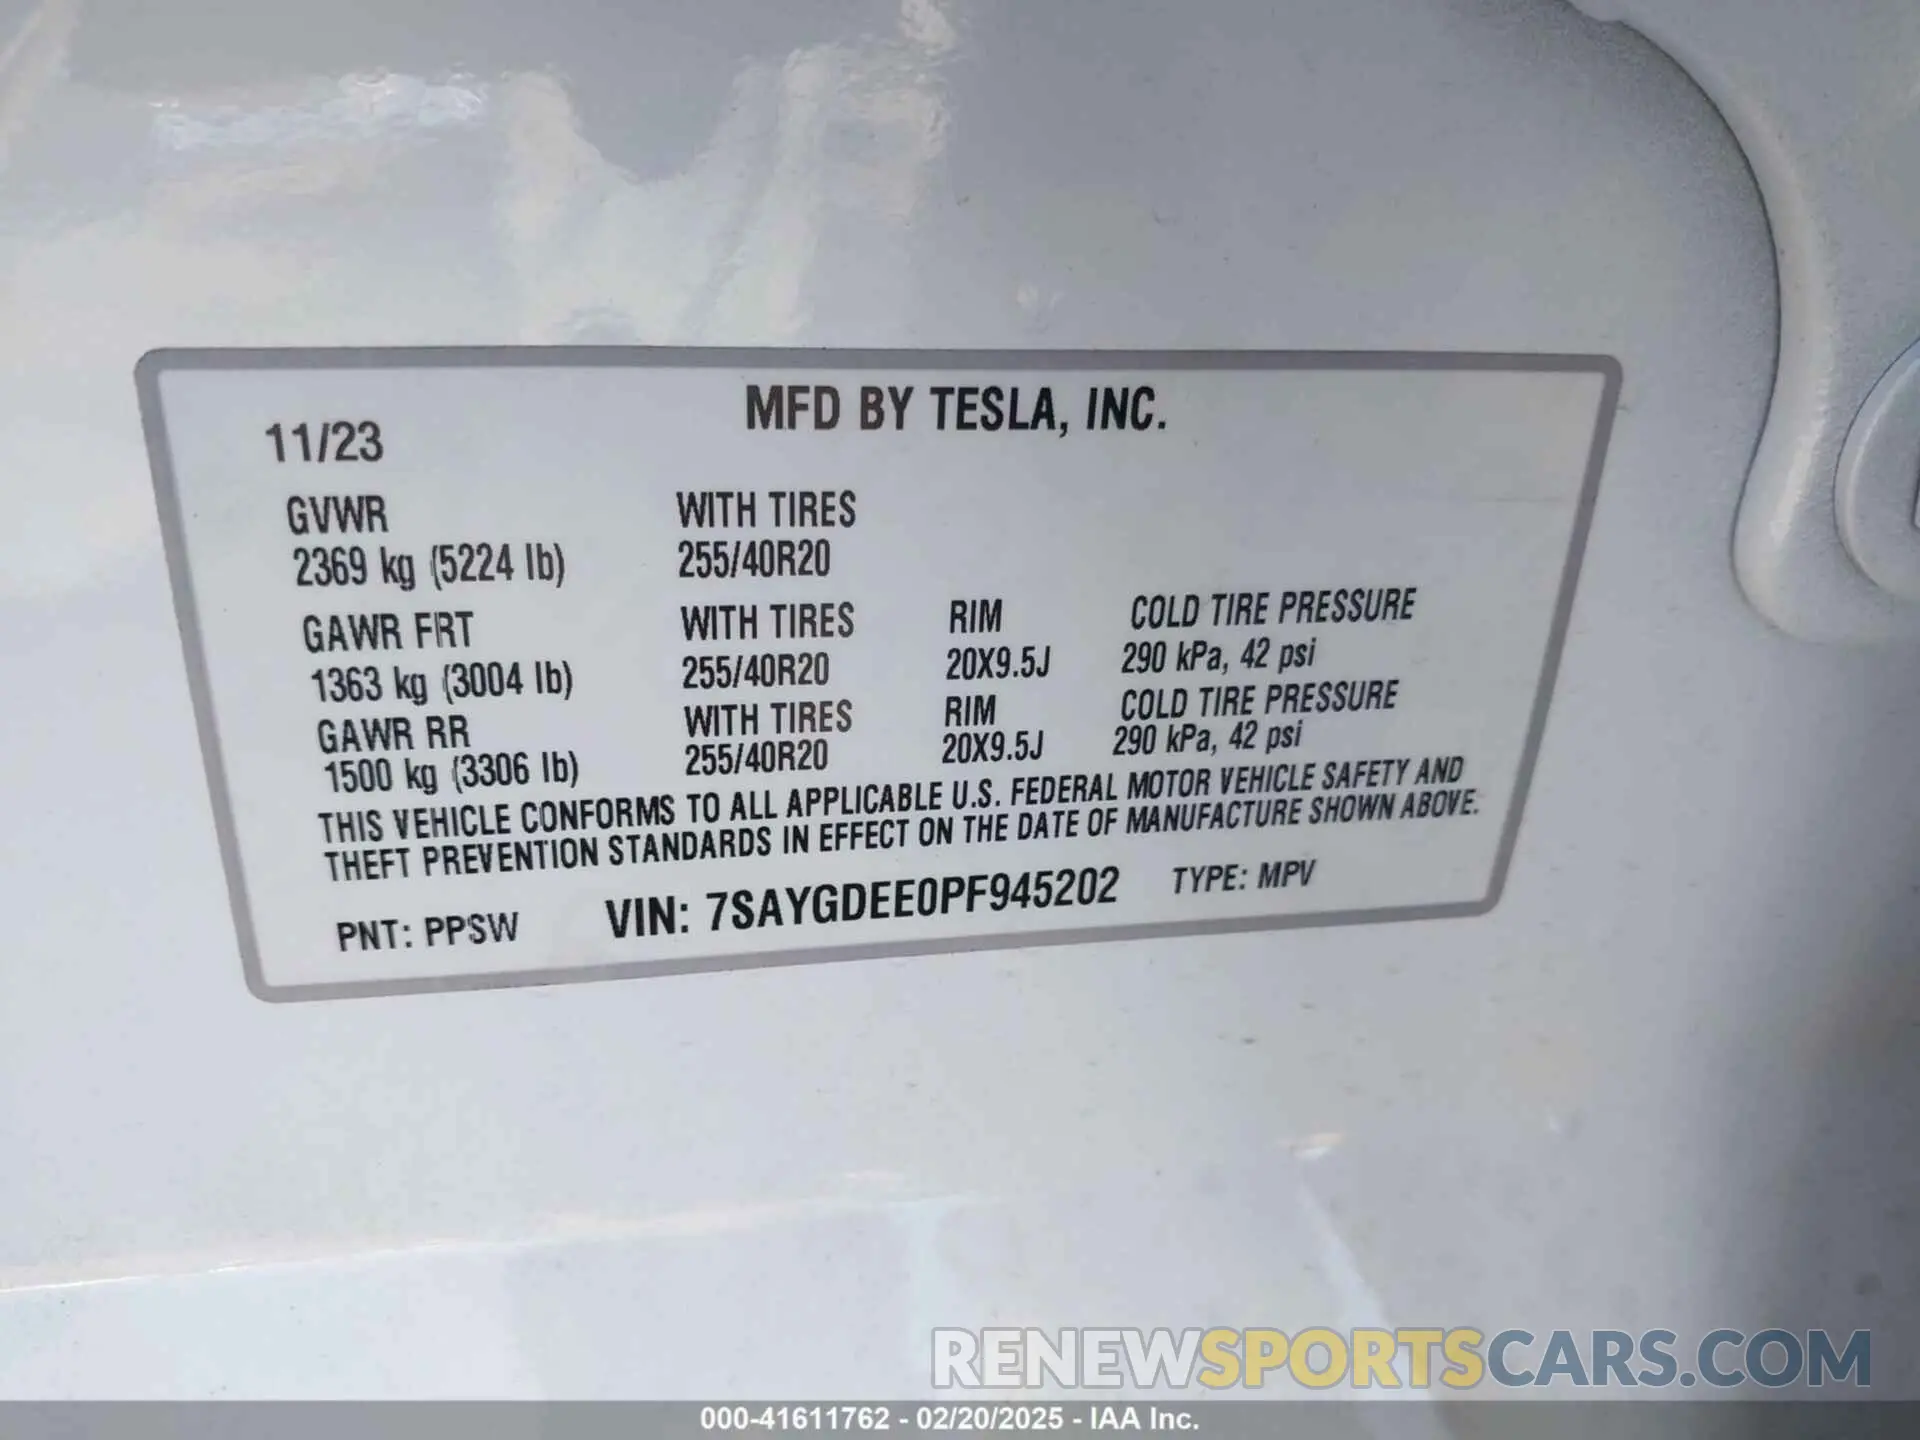 MFD BY TESLA, INC.
11/23
GVWR WITH TIRES
2369 kg (5224 lb) 255/40R20
GAWR FRT WITH TIRES RIM COLD TIRE PRESSURE
1363 kg (3004 lb) 255/40R20 20X9.5J 290 kPa, 42 psi
GAWR RR WITH TIRES RIM COLD TIRE PRESSURE
1500 kg (3306 lb) 255/40R20 20X9.5J 290 kPa, 42 psi
THIS VEHICLE CONFORMS TO ALL APPLICABLE U.S. FEDERAL MOTOR VEHICLE SAFETY AND
THEFT PREVENTION STANDARDS IN EFFECT ON THE DATE OF MANUFACTURE SHOWN ABOVE.
PNT: PPSW VIN: 7SAYGDEE0PF945202 TYPE: MPV
RENEWSPORTSCARS.COM
000-41611762 - 02/20/2025 - IAA Inc.